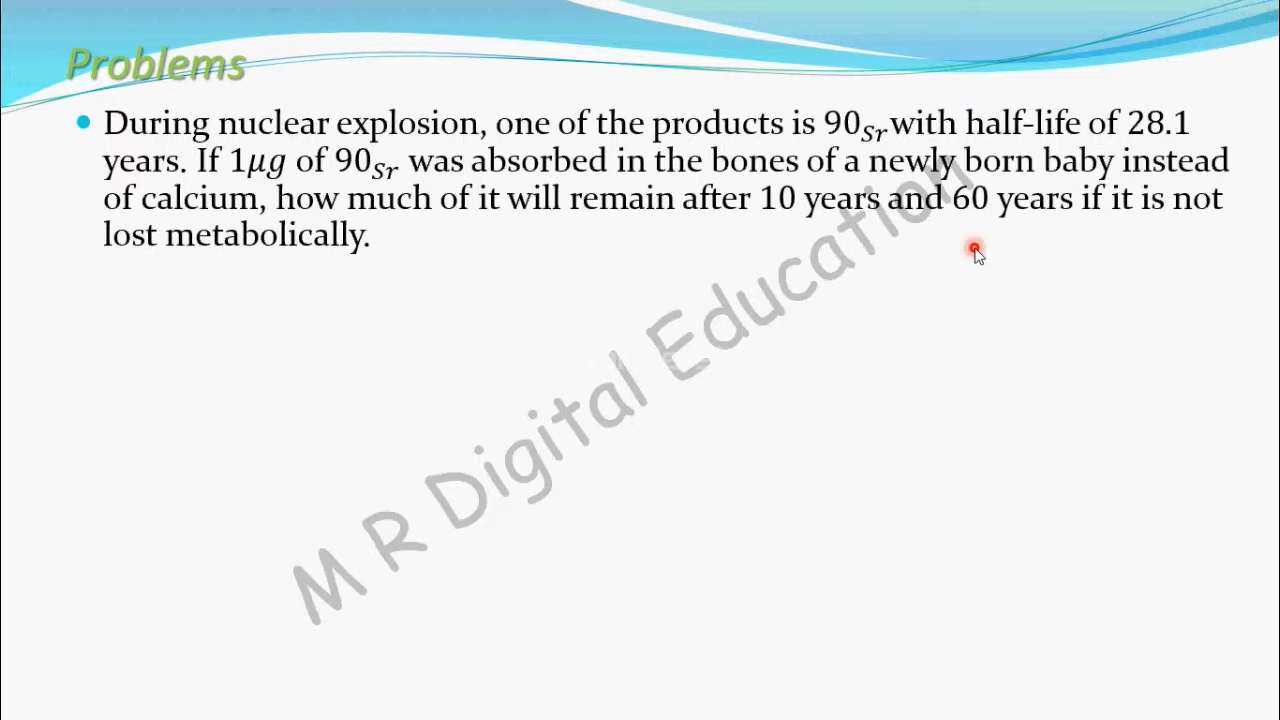 Problems
• During nuclear explosion, one of the products is 90_Sr with half-life of 28.1
years. If 1μg of 90_Sr was absorbed in the bones of a newly born baby instead
of calcium, how much of it will remain after 10 years and 60 years if it is not
lost metabolically.
M R Digital Education